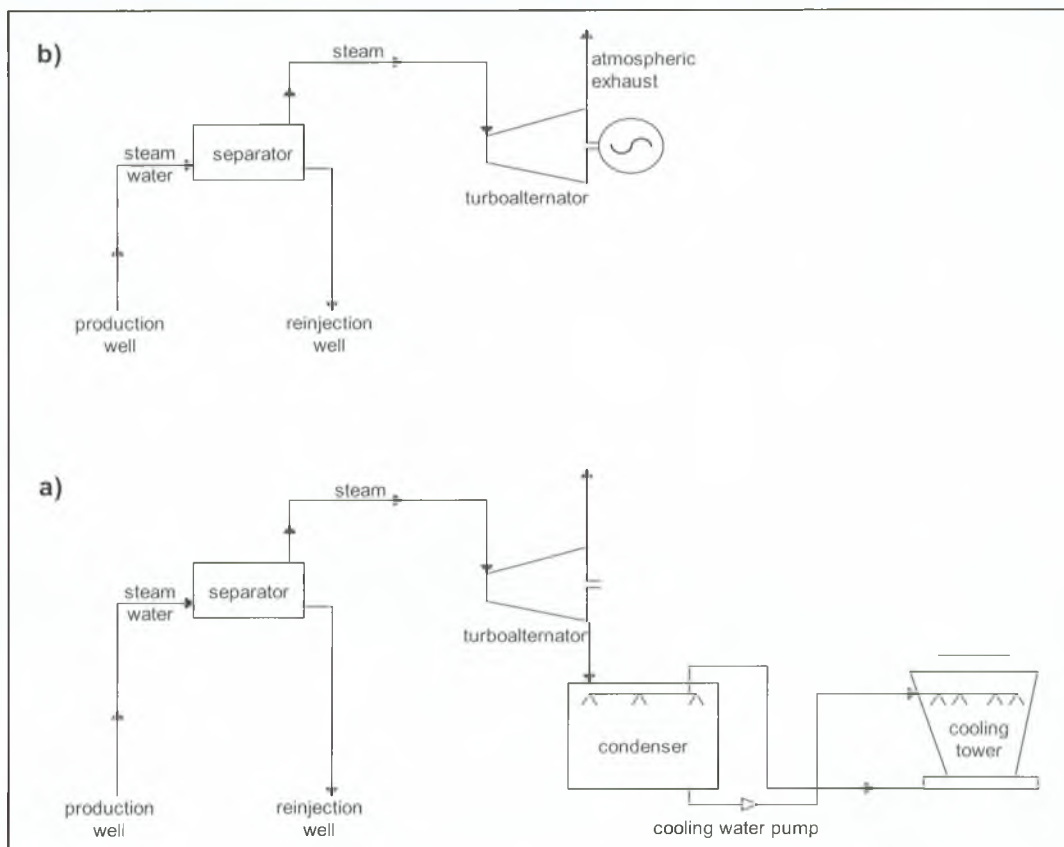 b)
steam
atmospheric
exhaust
steam
water
separator
turboalternator
production
well
reinjection
well
a)
steam
steam
water
separator
turboalternator
condenser
cooling
tower
production
well
reinjection
well
cooling water pump